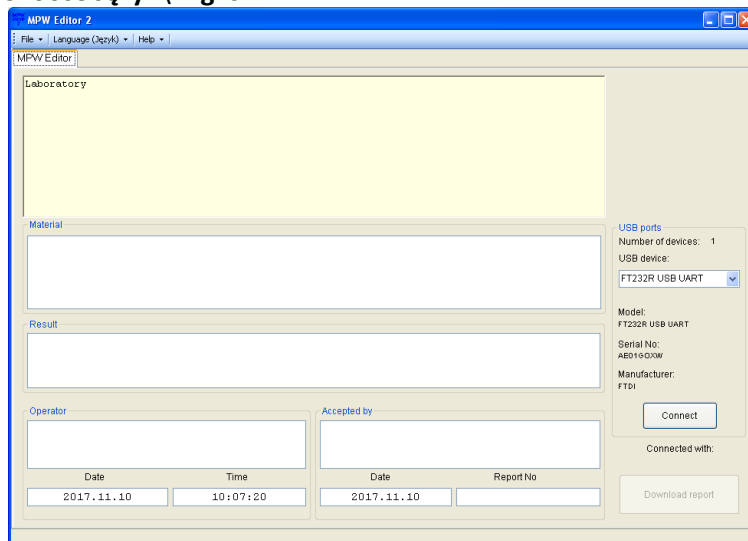 MPW Editor 2
File Language (Język) Help
MPW Editor
Laboratory
Material
Result
Operator
Accepted by
Date Time Date Report No
2017.11.10 10:07:20 2017.11.10
USB ports
Number of devices: 1
USB device:
FT232R USB UART
Model:
FT232R USB UART
Serial No:
AE01GOXW
Manufacturer:
FTDI
Connect
Connected with:
Download report